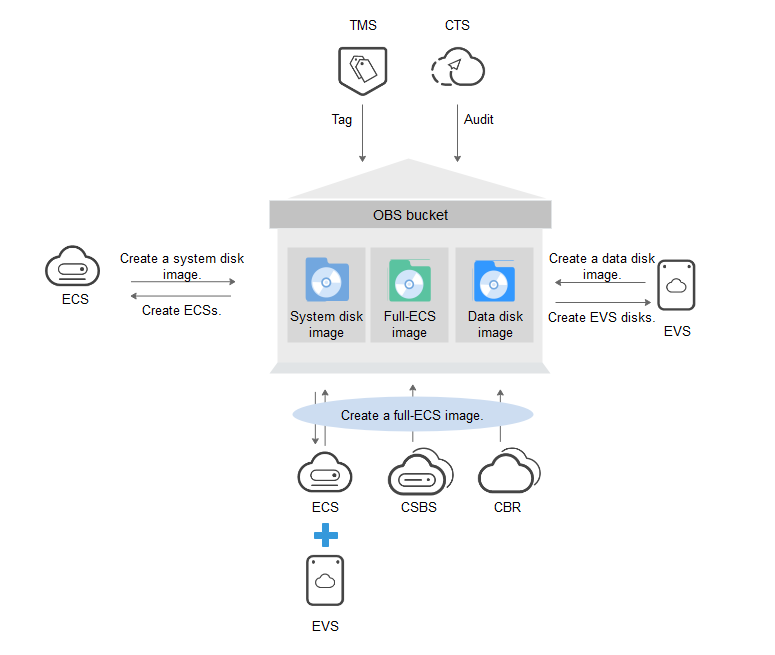 TMS
CTS
Tag
Audit
OBS bucket
Create a system disk
image.
Create ECSs.
ECS
System disk
image
Full-ECS
image
Data disk
image
Create a data disk
image.
Create EVS disks.
EVS
Create a full-ECS image.
ECS
CSBS
CBR
EVS